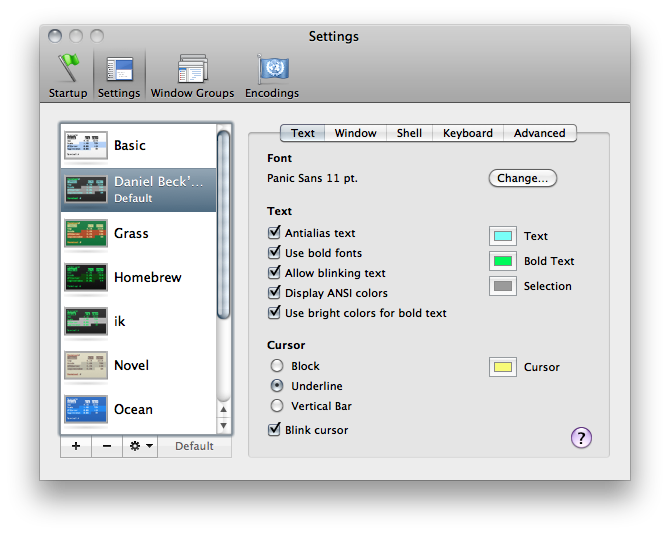 Settings
Startup Settings Window Groups Encodings
Text Window Shell Keyboard Advanced
Basic
Daniel Beck'...
Default
Grass
Homebrew
ik
Novel
Ocean
+ − Default
Font
Panic Sans 11 pt. Change...
Text
Antialias text
Use bold fonts
Allow blinking text
Display ANSI colors
Use bright colors for bold text
Text
Bold Text
Selection
Cursor
Block
Underline
Vertical Bar
Blink cursor
Cursor
?